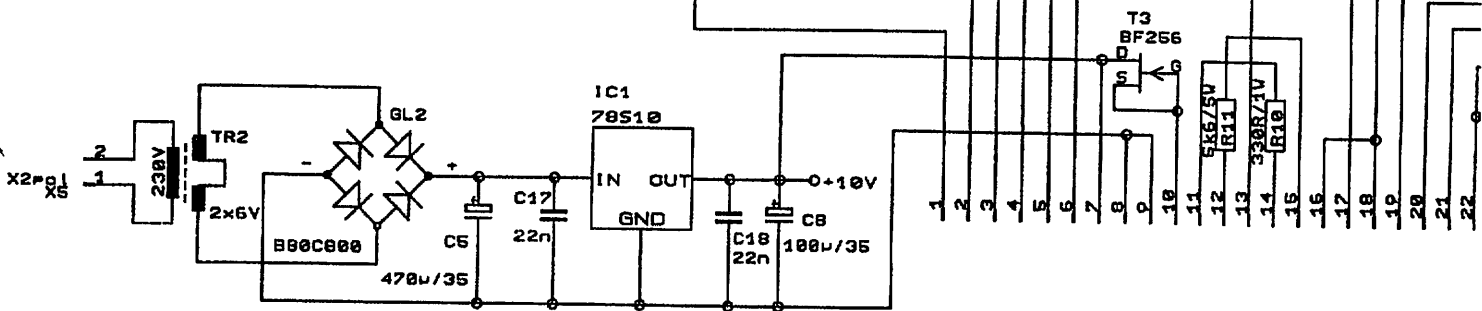 T3
BF256
D
S
G
IC1
78S10
GL2
TR2
230V
2x6V
X2pol
X5
2
1
-
+
B80C800
IN
OUT
GND
+10V
C17
22n
C5
470µ/35
C18
22n
C8
100µ/35
5k6/5W
R11
330R/1W
R10
1
2
3
4
5
6
7
8
9
10
11
12
13
14
15
16
17
18
19
20
21
22